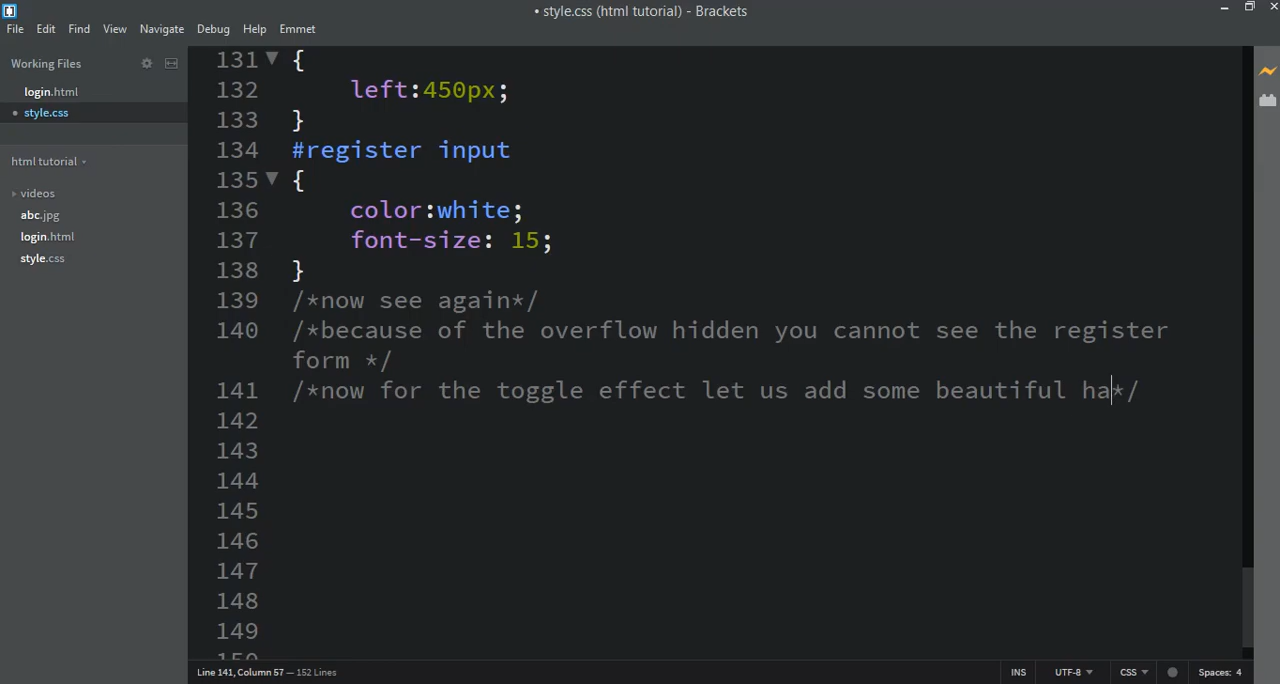 • style.css (html tutorial) - Brackets
File Edit Find View Navigate Debug Help Emmet
Working Files
login.html
• style.css
html tutorial
videos
abc.jpg
login.html
style.css
131 {
132 left:450px;
133 }
134 #register input
135 {
136 color:white;
137 font-size: 15;
138 }
139 /*now see again*/
140 /*because of the overflow hidden you cannot see the register
form */
141 /*now for the toggle effect let us add some beautiful ha*/
142
143
144
145
146
147
148
149
150
Line 141, Column 57 — 152 Lines
INS UTF-8 CSS Spaces: 4